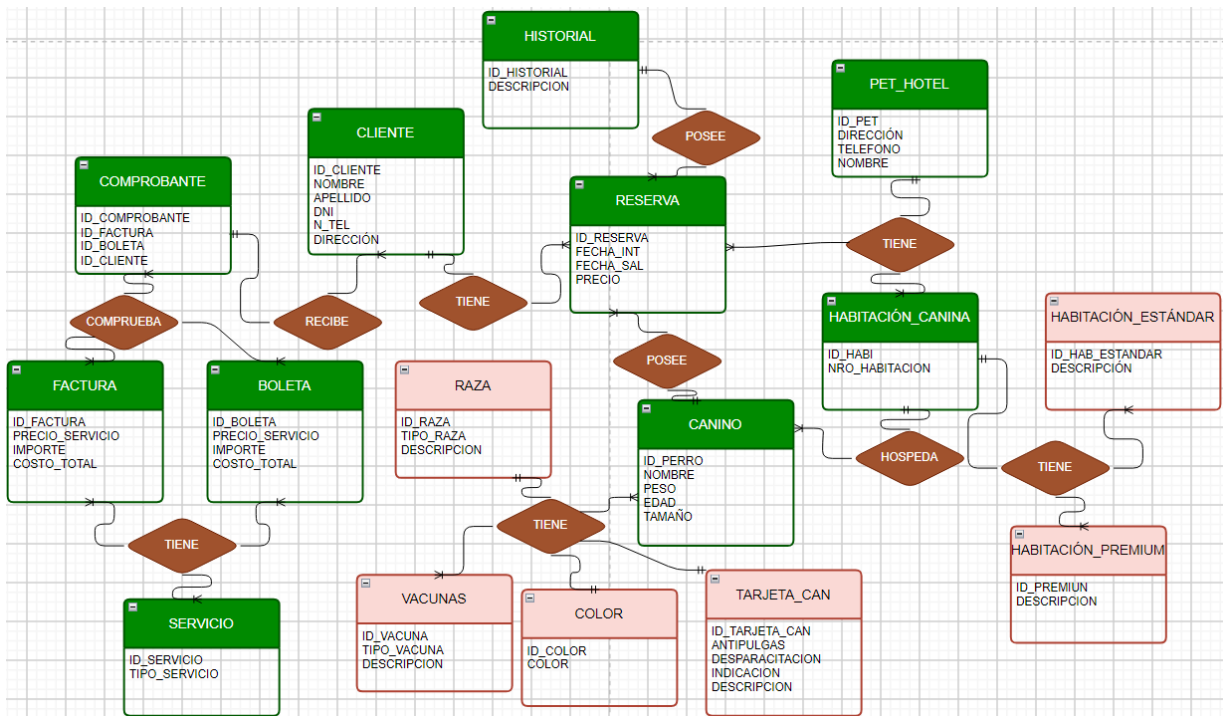 HISTORIAL
ID_HISTORIAL
DESCRIPCION
PET_HOTEL
ID_PET
DIRECCIÓN
TELEFONO
NOMBRE
CLIENTE
ID_CLIENTE
NOMBRE
APELLIDO
DNI
N_TEL
DIRECCIÓN
POSEE
COMPROBANTE
ID_COMPROBANTE
ID_FACTURA
ID_BOLETA
ID_CLIENTE
RESERVA
ID_RESERVA
FECHA_INT
FECHA_SAL
PRECIO
TIENE
TIENE
COMPRUEBA
RECIBE
HABITACIÓN_CANINA
ID_HABI
NRO_HABITACION
HABITACIÓN_ESTÁNDAR
ID_HAB_ESTANDAR
DESCRIPCIÓN
POSEE
FACTURA
ID_FACTURA
PRECIO_SERVICIO
IMPORTE
COSTO_TOTAL
BOLETA
ID_BOLETA
PRECIO_SERVICIO
IMPORTE
COSTO_TOTAL
RAZA
ID_RAZA
TIPO_RAZA
DESCRIPCION
CANINO
ID_PERRO
NOMBRE
PESO
EDAD
TAMAÑO
HOSPEDA
TIENE
TIENE
TIENE
HABITACIÓN_PREMIUM
ID_PREMIUN
DESCRIPCION
VACUNAS
ID_VACUNA
TIPO_VACUNA
DESCRIPCION
COLOR
ID_COLOR
COLOR
TARJETA_CAN
ID_TARJETA_CAN
ANTIPULGAS
DESPARACITACION
INDICACION
DESCRIPCION
SERVICIO
ID_SERVICIO
TIPO_SERVICIO